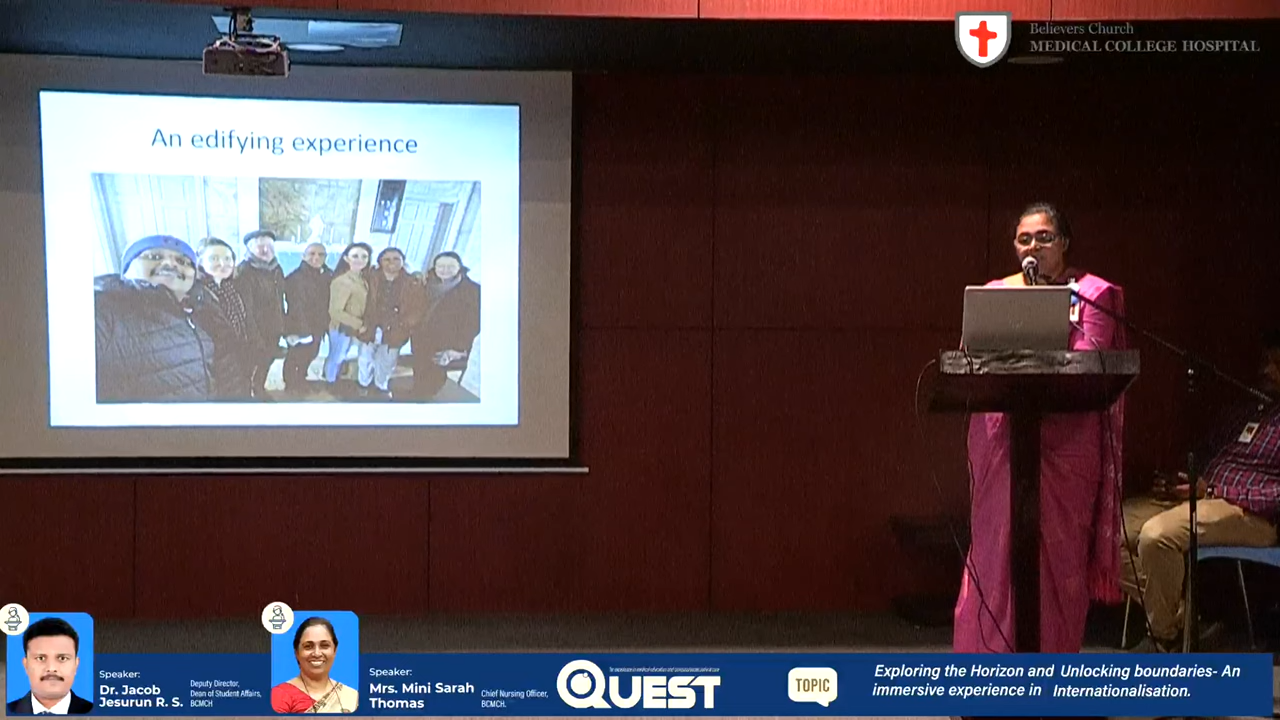 Believers Church
MEDICAL COLLEGE HOSPITAL
An edifying experience
Speaker:
Dr. Jacob
Jesurun R. S.
Deputy Director,
Dean of Student Affairs,
BCMCH
Speaker:
Mrs. Mini Sarah
Thomas
Chief Nursing Officer,
BCMCH.
QUEST
TOPIC
Exploring the Horizon and Unlocking boundaries- An
immersive experience in Internationalisation.